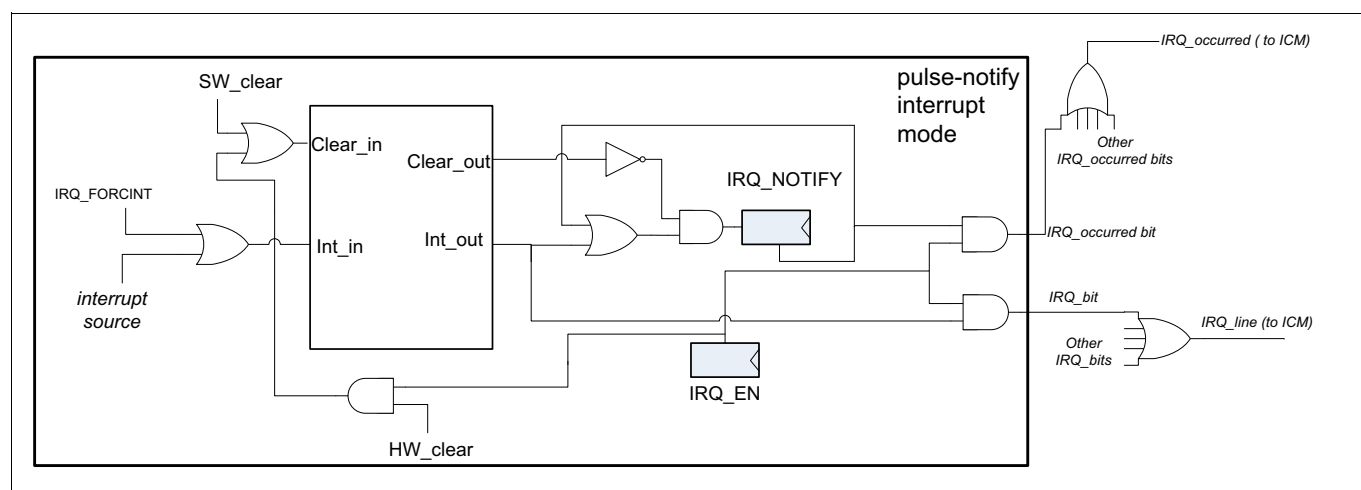 IRQ_occurred ( to ICM)
pulse-notify
interrupt
mode
SW_clear
Other
IRQ_occurred bits
Clear_in
Clear_out
IRQ_NOTIFY
IRQ_FORCINT
Int_in
Int_out
IRQ_occurred bit
interrupt
source
IRQ_bit
IRQ_line (to ICM)
Other
IRQ_bits
IRQ_EN
HW_clear